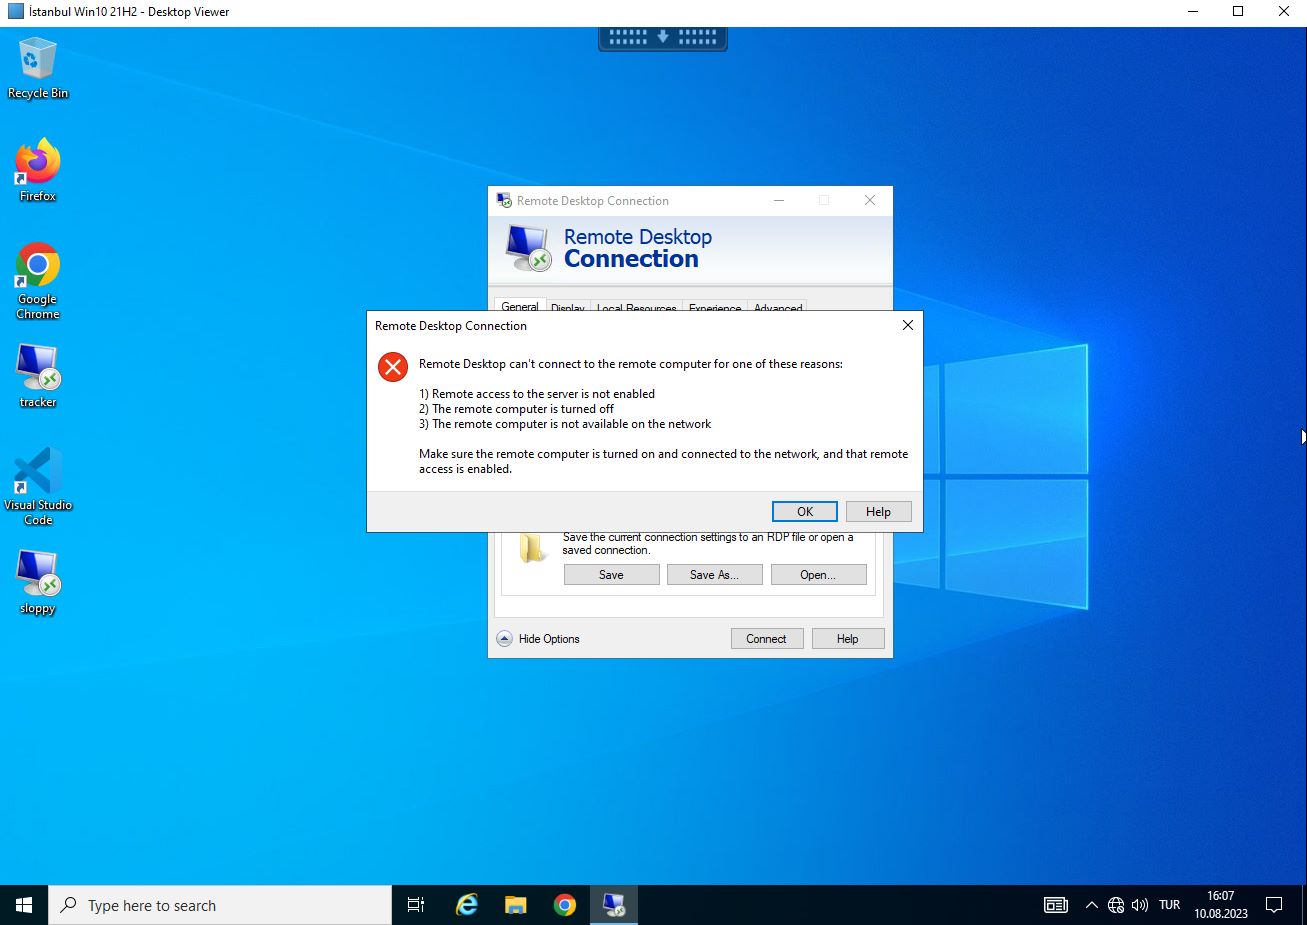 İstanbul Win10 21H2 - Desktop Viewer
Recycle Bin
Firefox
Google
Chrome
tracker
Visual Studio
Code
sloppy
Remote Desktop Connection
Remote Desktop
Connection
General Display Local Resources Experience Advanced
Remote Desktop Connection
Remote Desktop can't connect to the remote computer for one of these reasons:
1) Remote access to the server is not enabled
2) The remote computer is turned off
3) The remote computer is not available on the network
Make sure the remote computer is turned on and connected to the network, and that remote
access is enabled.
OK Help
Save the current connection settings to an RDP file or open a
saved connection.
Save Save As... Open...
Hide Options Connect Help
Type here to search
TUR
16:07
10.08.2023